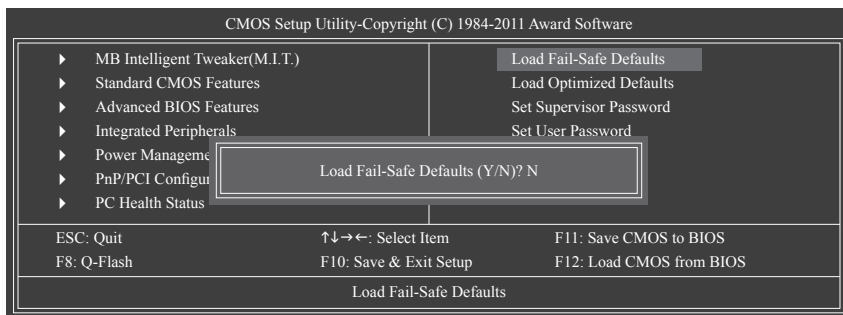 CMOS Setup Utility-Copyright (C) 1984-2011 Award Software
MB Intelligent Tweaker(M.I.T.)
Standard CMOS Features
Advanced BIOS Features
Integrated Peripherals
Power Manageme
PnP/PCI Configur
PC Health Status
Load Fail-Safe Defaults
Load Optimized Defaults
Set Supervisor Password
Set User Password
Load Fail-Safe Defaults (Y/N)? N
ESC: Quit ↑↓→←: Select Item F11: Save CMOS to BIOS
F8: Q-Flash F10: Save & Exit Setup F12: Load CMOS from BIOS
Load Fail-Safe Defaults